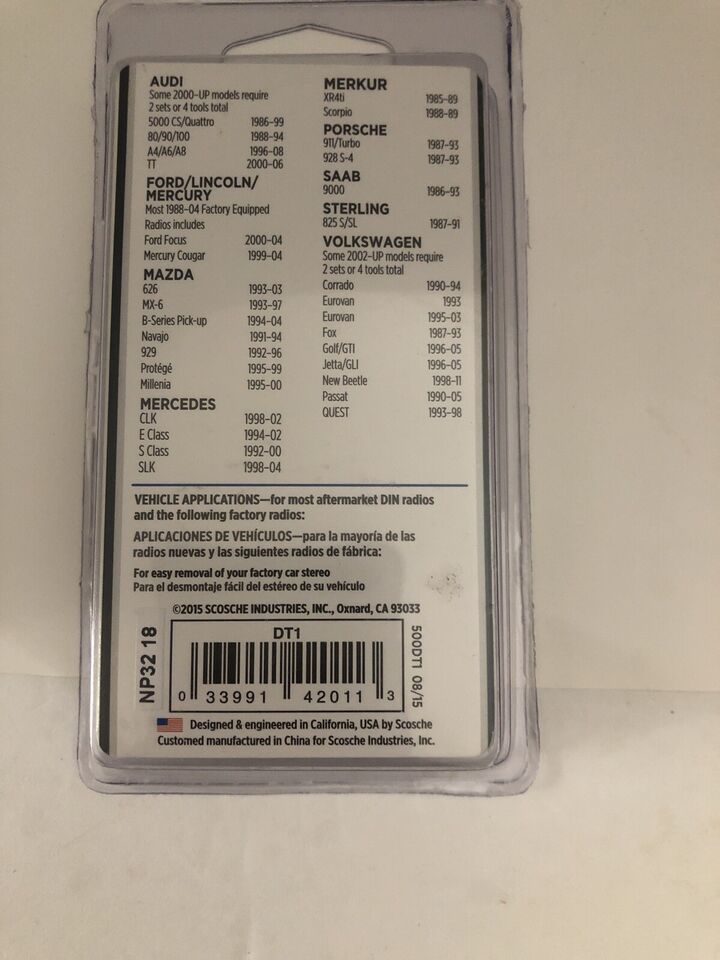 AUDI
Some 2000-UP models require
2 sets or 4 tools total
5000 CS/Quattro 1986-99
80/90/100 1988-94
A4/A6/A8 1996-08
TT 2000-06
FORD/LINCOLN/
MERCURY
Most 1988-04 Factory Equipped
Radios includes
Ford Focus 2000-04
Mercury Cougar 1999-04
MAZDA
626 1993-03
MX-6 1993-97
B-Series Pick-up 1994-04
Navajo 1991-94
929 1992-96
Protégé 1995-99
Millenia 1995-00
MERCEDES
CLK 1998-02
E Class 1994-02
S Class 1992-00
SLK 1998-04
MERKUR
XR4ti 1985-89
Scorpio 1988-89
PORSCHE
911/Turbo 1987-93
928 S-4 1987-93
SAAB
9000 1986-93
STERLING
825 S/SL 1987-91
VOLKSWAGEN
Some 2002-UP models require
2 sets or 4 tools total
Corrado 1990-94
Eurovan 1993
Eurovan 1995-03
Fox 1987-93
Golf/GTI 1996-05
Jetta/GLI 1996-05
New Beetle 1998-11
Passat 1990-05
QUEST 1993-98
VEHICLE APPLICATIONS—for most aftermarket DIN radios
and the following factory radios:
APLICACIONES DE VEHÍCULOS—para la mayoría de las
radios nuevas y las siguientes radios de fábrica:
For easy removal of your factory car stereo
Para el desmontaje fácil del estéreo de su vehículo
©2015 SCOSCHE INDUSTRIES, INC., Oxnard, CA 93033
NP32 18
DT1
0 33991 42011 3
500DT1 08/15
Designed & engineered in California, USA by Scosche
Customed manufactured in China for Scosche Industries, Inc.